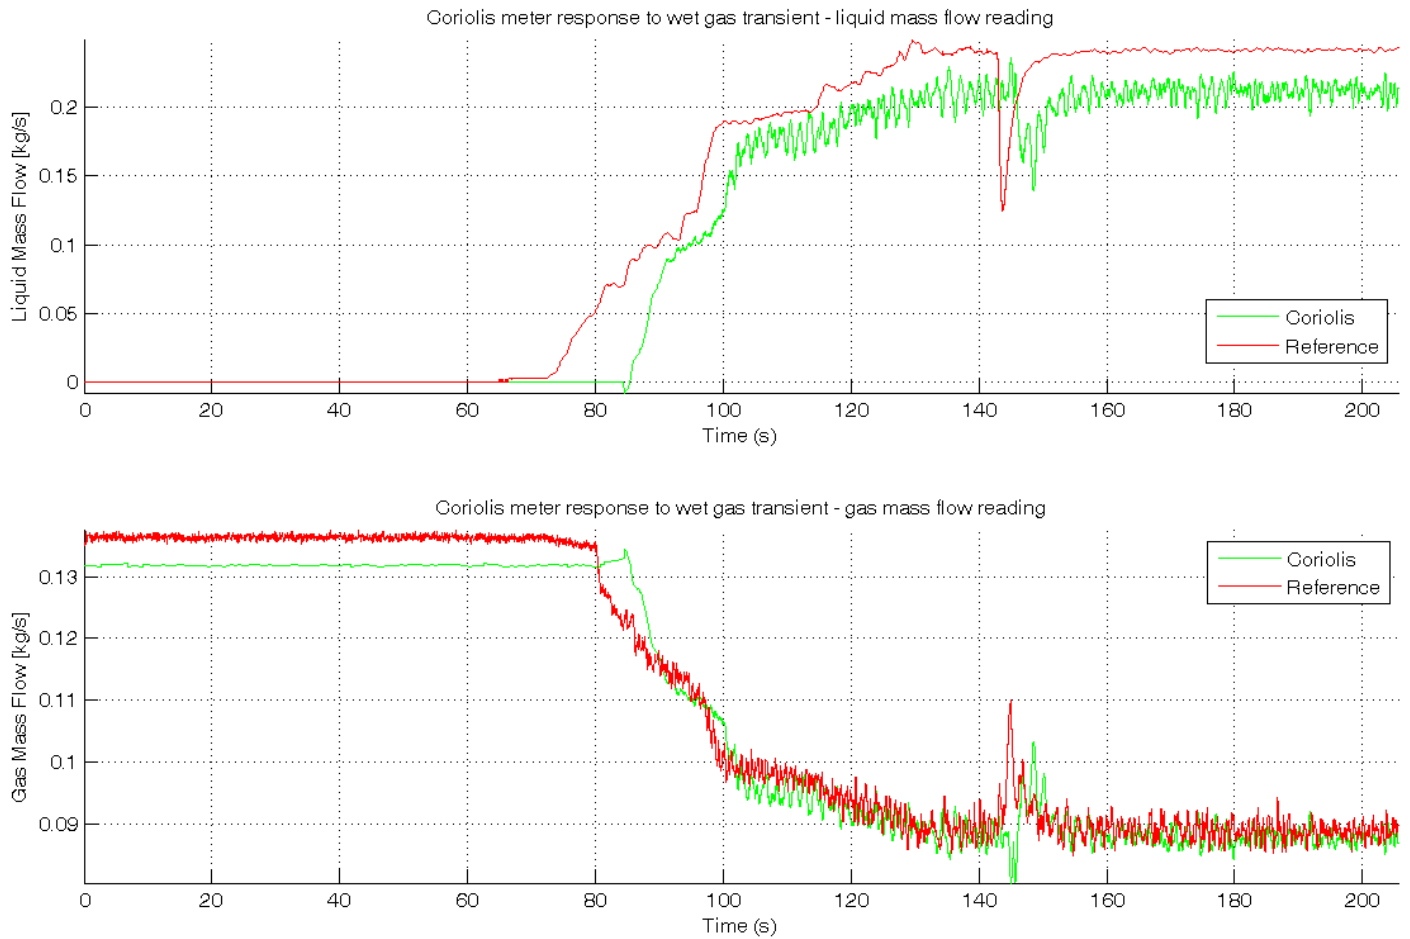 Coriolis meter response to wet gas transient - liquid mass flow reading
Liquid Mass Flow [kg/s]
0.2
0.15
0.1
0.05
0
Coriolis
Reference
0 20 40 60 80 100 120 140 160 180 200
Time (s)
Coriolis meter response to wet gas transient - gas mass flow reading
Gas Mass Flow [kg/s]
0.13
0.12
0.11
0.1
0.09
Coriolis
Reference
0 20 40 60 80 100 120 140 160 180 200
Time (s)